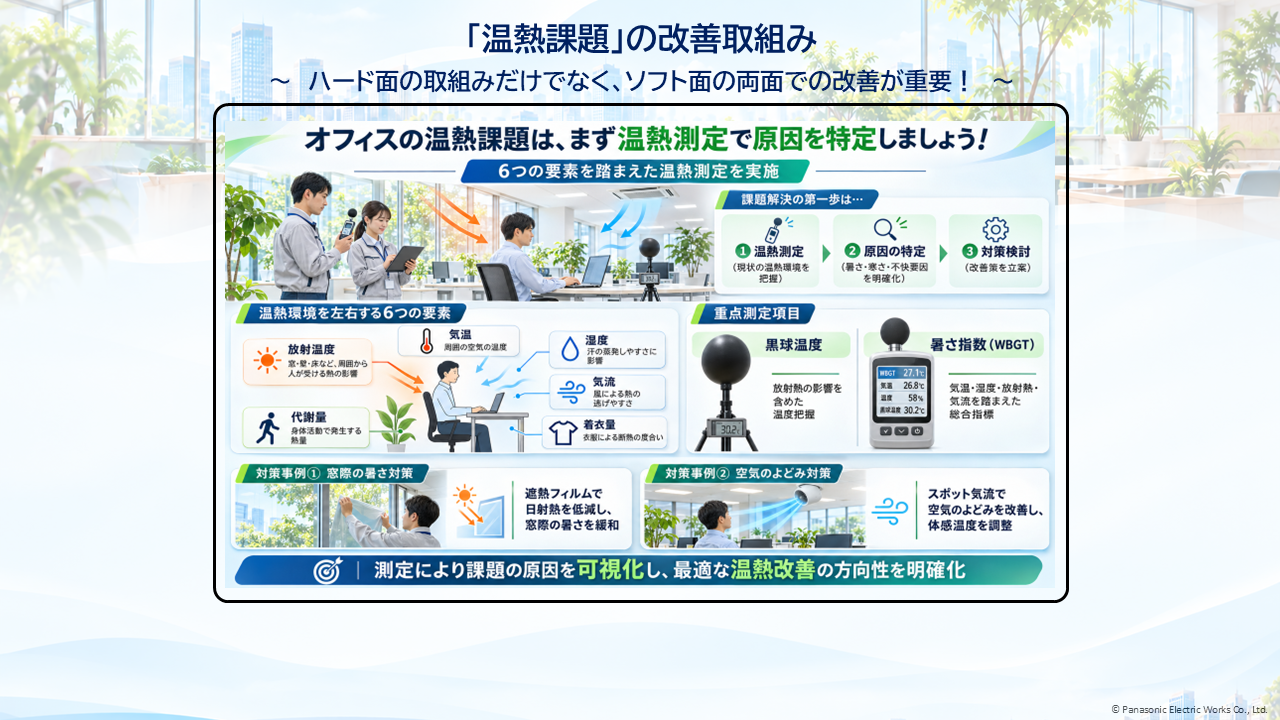 「温熱課題」の改善取組み
～ ハード面の取組みだけでなく、ソフト面の両面での改善が重要！ ～
オフィスの温熱課題は、まず温熱測定で原因を特定しましょう！
6つの要素を踏まえた温熱測定を実施
課題解決の第一歩は…
1 温熱測定
（現状の温熱環境を
把握）
2 原因の特定
（暑さ・寒さ・不快要因
を明確化）
3 対策検討
（改善策を立案）
温熱環境を左右する6つの要素
放射温度
窓・壁・床など、周囲から
人が受ける熱の影響
気温
周囲の空気の温度
湿度
汗の蒸発しやすさに
影響
気流
風による熱の
逃げやすさ
代謝量
身体活動で発生する
熱量
着衣量
衣服による断熱の度合い
重点測定項目
黒球温度
放射熱の影響を
含めた
温度把握
30.2℃
暑さ指数（WBGT）
気温・湿度・放射熱・
気流を踏まえた
総合指標
WBGT 27.1℃
気温 26.8℃
湿度 58%
黒球温度 30.2℃
対策事例① 窓際の暑さ対策
遮熱フィルムで
日射熱を低減し、
窓際の暑さを緩和
対策事例② 空気のよどみ対策
スポット気流で
空気のよどみを改善し、
体感温度を調整
測定により課題の原因を可視化し、最適な温熱改善の方向性を明確化
© Panasonic Electric Works Co., Ltd.